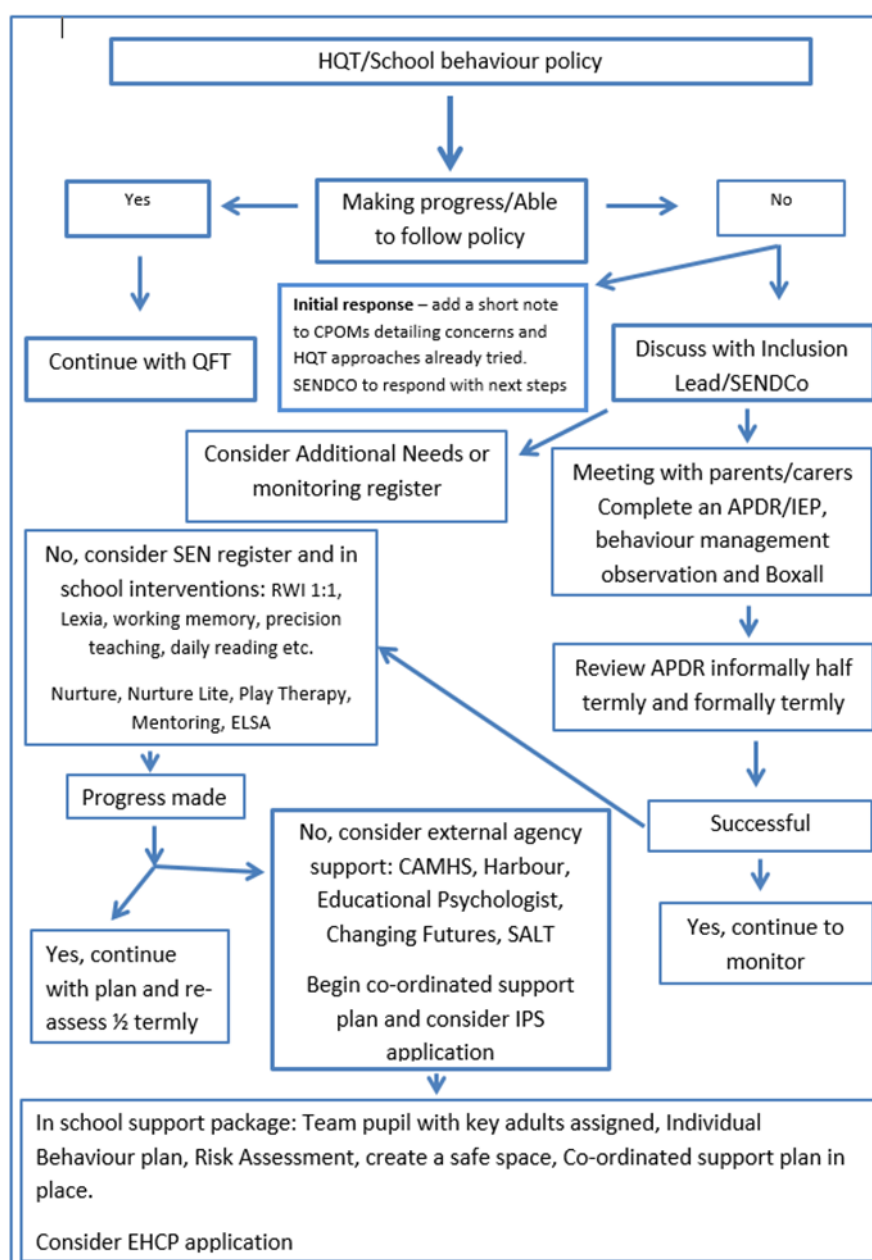 HQT/School behaviour policy
Yes
Making progress/Able
to follow policy
No
Initial response – add a short note
to CPOMs detailing concerns and
HQT approaches already tried.
SENDCO to respond with next steps
Continue with QFT
Discuss with Inclusion
Lead/SENDCo
Consider Additional Needs or
monitoring register
Meeting with parents/carers
Complete an APDR/IEP,
behaviour management
observation and Boxall
No, consider SEN register and in
school interventions: RWI 1:1,
Lexia, working memory, precision
teaching, daily reading etc.
Nurture, Nurture Lite, Play Therapy,
Mentoring, ELSA
Review APDR informally half
termly and formally termly
Progress made
Successful
No, consider external agency
support: CAMHS, Harbour,
Educational Psychologist,
Changing Futures, SALT
Begin co-ordinated support
plan and consider IPS
application
Yes, continue to
monitor
Yes, continue
with plan and re-
assess ½ termly
In school support package: Team pupil with key adults assigned, Individual
Behaviour plan, Risk Assessment, create a safe space, Co-ordinated support plan in
place.
Consider EHCP application